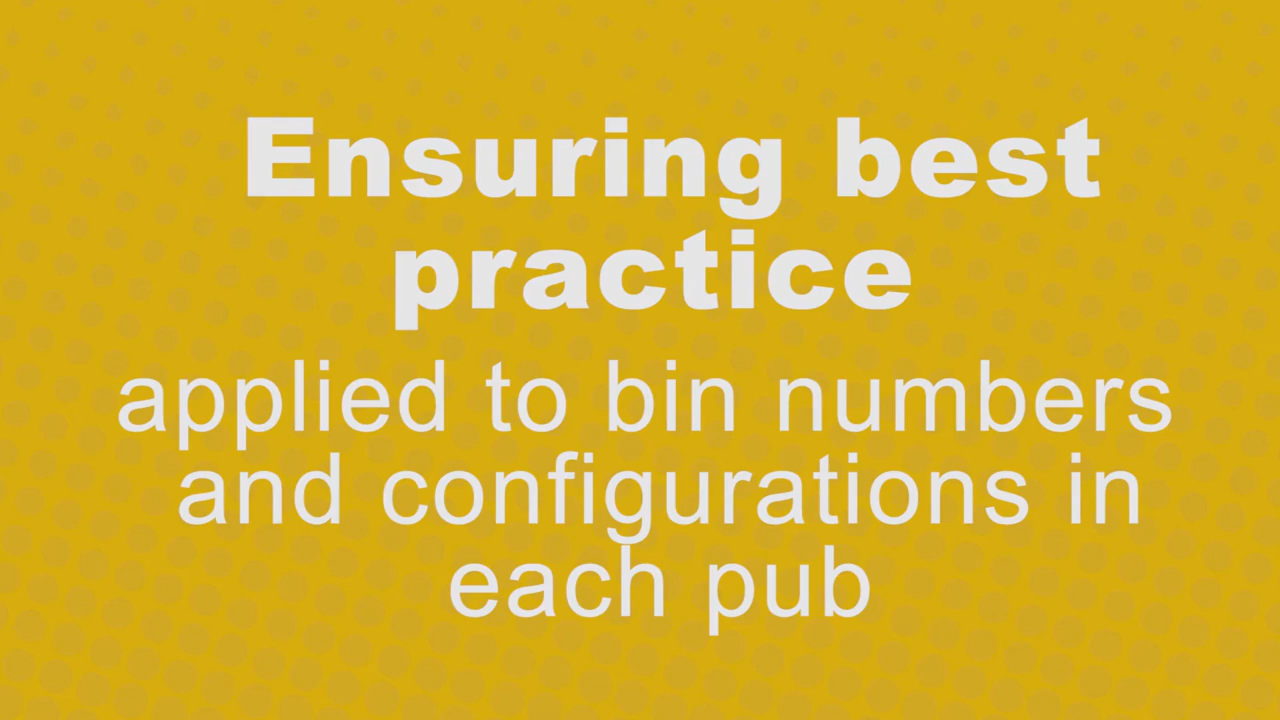 Ensuring best
practice
applied to bin numbers
and configurations in
each pub